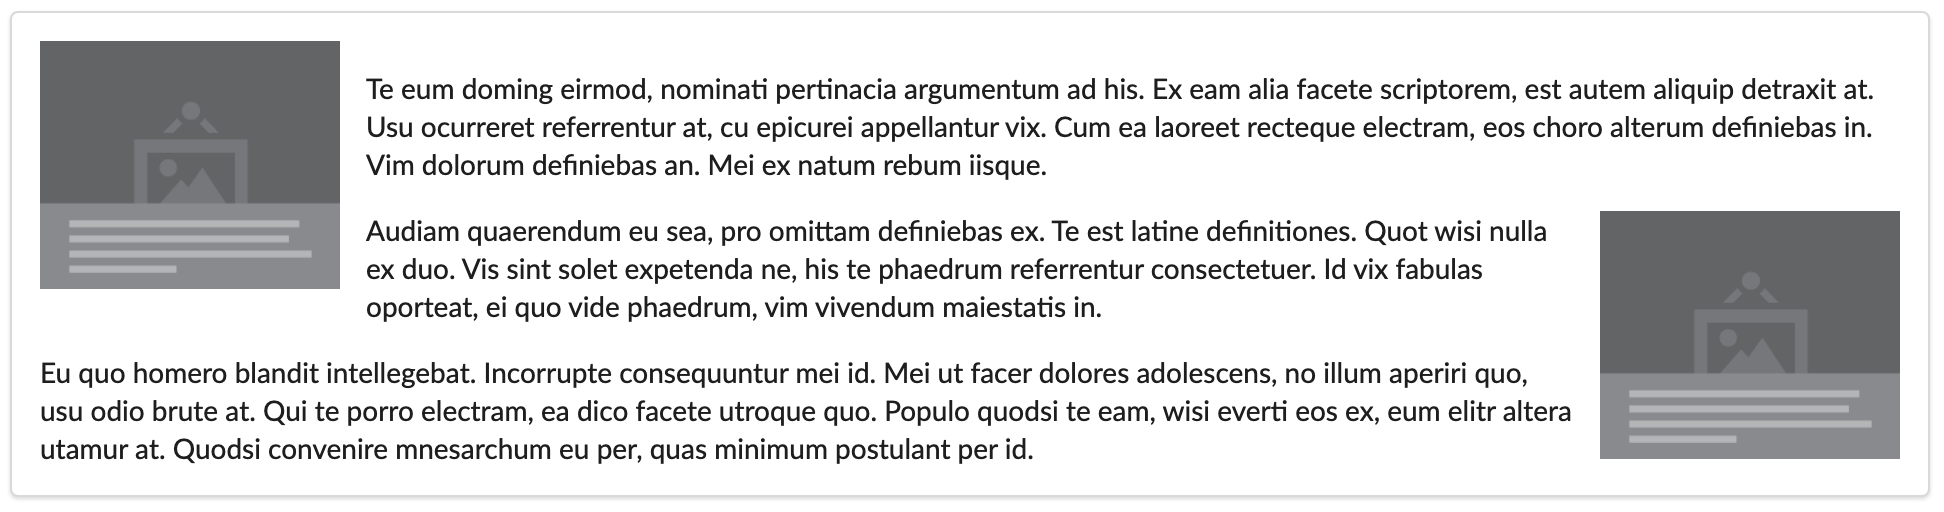 Te eum doming eirmod, nominati pertinacia argumentum ad his. Ex eam alia facete scriptorem, est autem aliquip detraxit at.
Usu ocurreret referrentur at, cu epicurei appellantur vix. Cum ea laoreet recteque electram, eos choro alterum definiebas in.
Vim dolorum definiebas an. Mei ex natum rebum iisque.
Audiam quaerendum eu sea, pro omittam definiebas ex. Te est latine definitiones. Quot wisi nulla
ex duo. Vis sint solet expetenda ne, his te phaedrum referrentur consectetuer. Id vix fabulas
oporteat, ei quo vide phaedrum, vim vivendum maiestatis in.
Eu quo homero blandit intellegebat. Incorrupte consequuntur mei id. Mei ut facer dolores adolescens, no illum aperiri quo,
usu odio brute at. Qui te porro electram, ea dico facete utroque quo. Populo quodsi te eam, wisi everti eos ex, eum elitr altera
utamur at. Quodsi convenire mnesarchum eu per, quas minimum postulant per id.